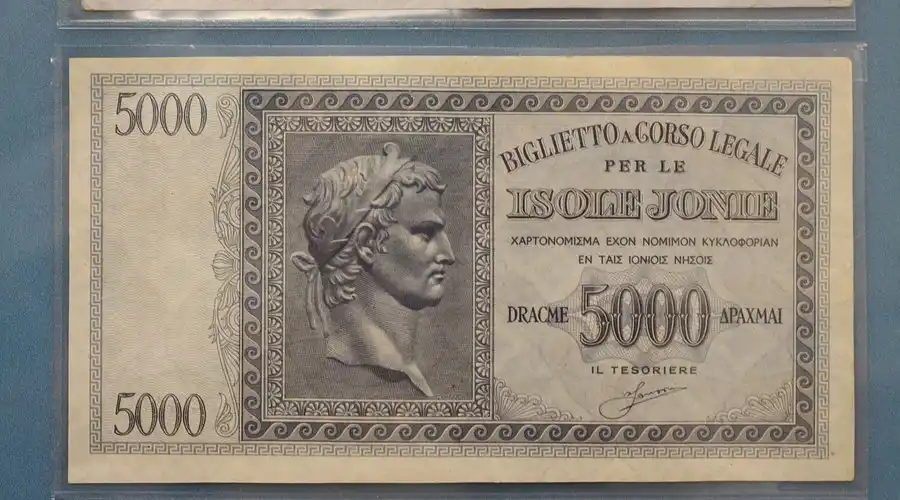 5000
BIGLIETTO A CORSO LEGALE
PER LE
ISOLE JONIE
ΧΑΡΤΟΝΟΜΙΣΜΑ ΕΧΟΝ ΝΟΜΙΜΟΝ ΚΥΚΛΟΦΟΡΙΑΝ
ΕΝ ΤΑΙΣ ΙΟΝΙΟΙΣ ΝΗΣΟΙΣ
DRACME 5000 ΔΡΑΧΜΑΙ
IL TESORIERE
5000